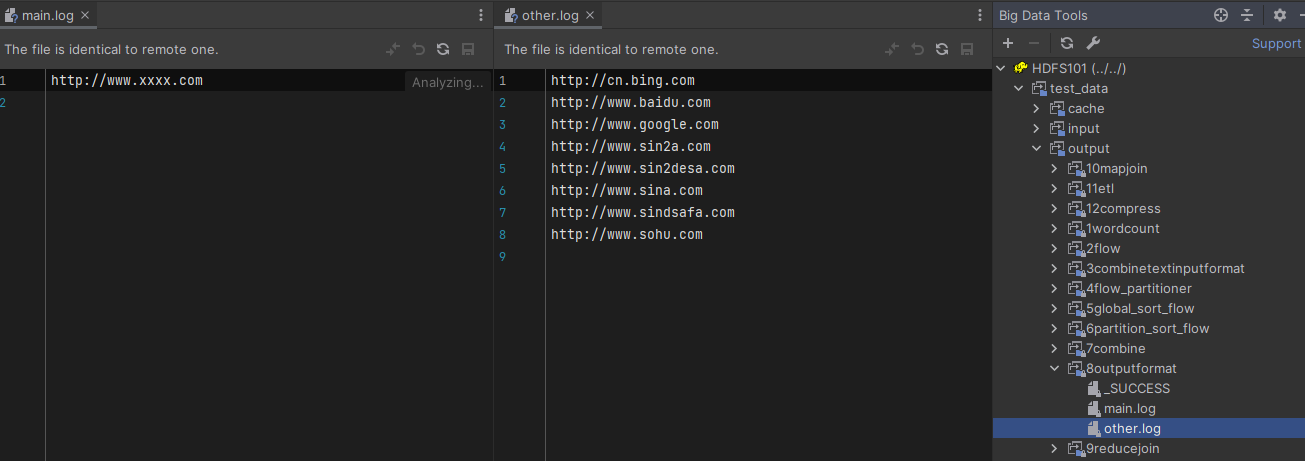 main.log
The file is identical to remote one.
1 http://www.xxxx.com
Analyzing...
2
other.log
The file is identical to remote one.
1 http://cn.bing.com
2 http://www.baidu.com
3 http://www.google.com
4 http://www.sin2a.com
5 http://www.sin2desa.com
6 http://www.sina.com
7 http://www.sindsafa.com
8 http://www.sohu.com
9
Big Data Tools
Support
HDFS101 (../../)
test_data
cache
input
output
10mapjoin
11etl
12compress
1wordcount
2flow
3combinetextinputformat
4flow_partitioner
5global_sort_flow
6partition_sort_flow
7combine
8outputformat
_SUCCESS
main.log
other.log
9reducejoin